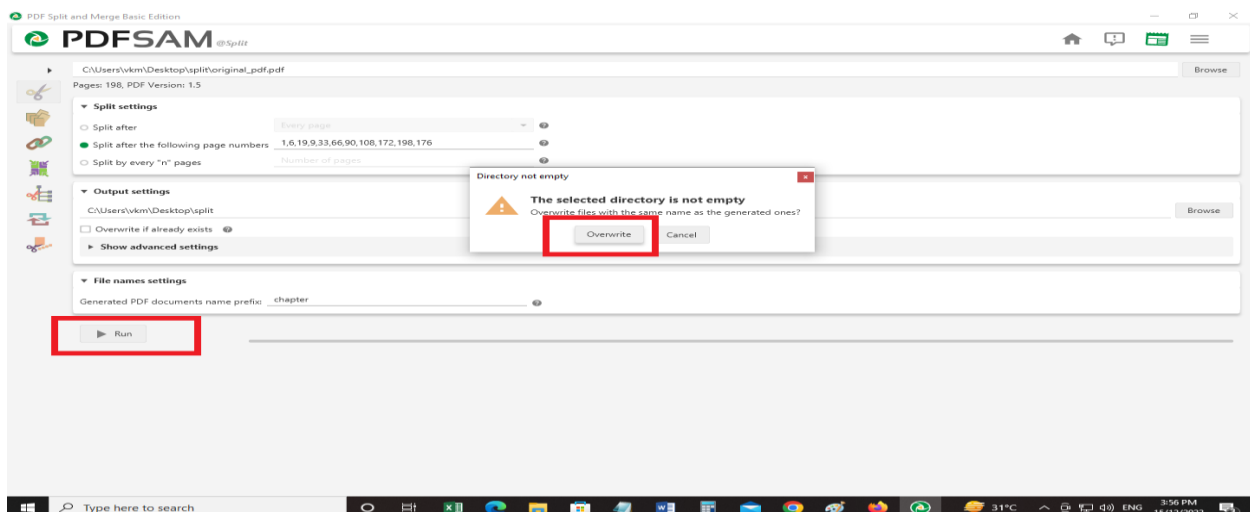 PDF Split and Merge Basic Edition
PDFSAM @Split
C:\Users\vkm\Desktop\split\original_pdf.pdf
Browse
Pages: 198, PDF Version: 1.5
Split settings
Split after
Every page
Split after the following page numbers
1,6,19,9,33,66,90,108,172,198,176
Split by every "n" pages
Number of pages
Directory not empty
The selected directory is not empty
Overwrite files with the same name as the generated ones?
Overwrite
Cancel
Output settings
C:\Users\vkm\Desktop\split
Browse
Overwrite if already exists
Show advanced settings
File names settings
Generated PDF documents name prefix:
chapter
Run
Type here to search
31°C
ENG
3:56 PM